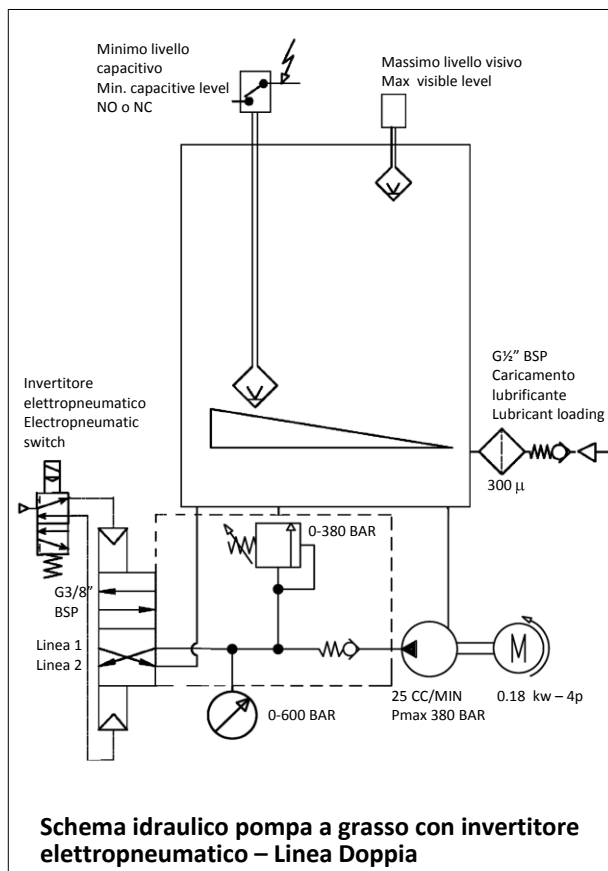 Minimo livello
capacitivo
Min. capacitive level
NO o NC
Massimo livello visivo
Max visible level
G½” BSP
Caricamento
lubrificante
Lubricant loading
300 µ
Invertitore
elettropneumatico
Electropneumatic
switch
0-380 BAR
G3/8”
BSP
Linea 1
Linea 2
M
25 CC/MIN
Pmax 380 BAR
0.18 kw – 4p
0-600 BAR
Schema idraulico pompa a grasso con invertitore
elettropneumatico – Linea Doppia